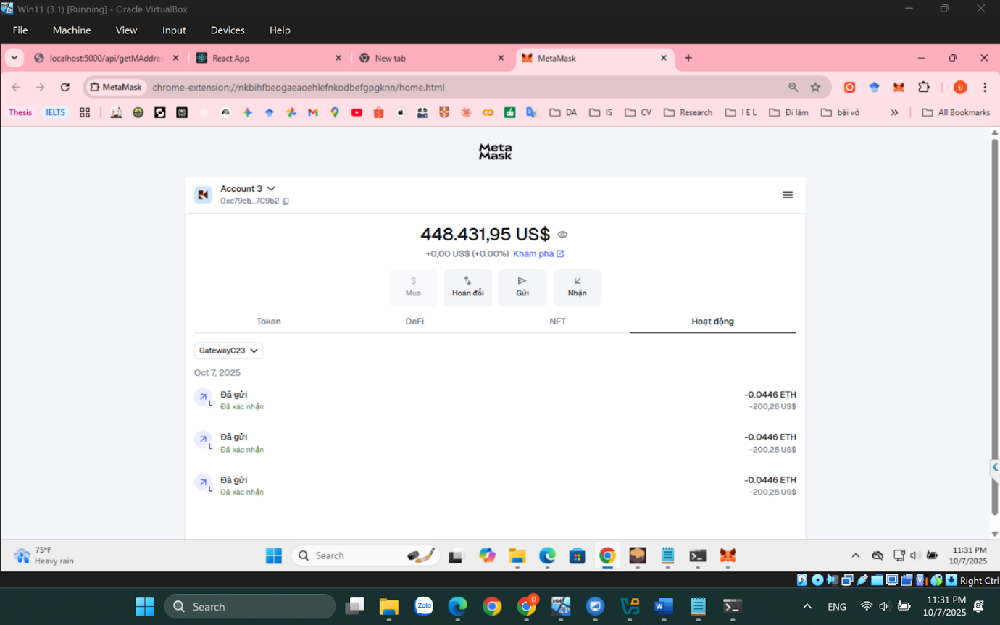 Win11 (3.1) [Running] - Oracle VirtualBox
File Machine View Input Devices Help
localhost:5000/api/getMAddres React App New tab MetaMask
MetaMask chrome-extension://nkbihfbeogaeaoehlefnkodbefgpgknn/home.html
Thesis IELTS DA IS CV Research I E L Đi làm bài vở » All Bookmarks
Meta
Mask
Account 3
0xc79cb...7C9b2
448.431,95 US$
+0,00 US$ (+0.00%) Khám phá
Mua Hoán đổi Gửi Nhận
Token DeFi NFT Hoạt động
GatewayC23
Oct 7, 2025
Đã gửi -0.0446 ETH
L Đã xác nhận -200,28 US$
Đã gửi -0.0446 ETH
L Đã xác nhận -200,28 US$
Đã gửi -0.0446 ETH
L Đã xác nhận -200,28 US$
75°F
Heavy rain
Search
11:31 PM
10/7/2025
Right Ctrl
Search
Zalo
ENG
11:31 PM
10/7/2025